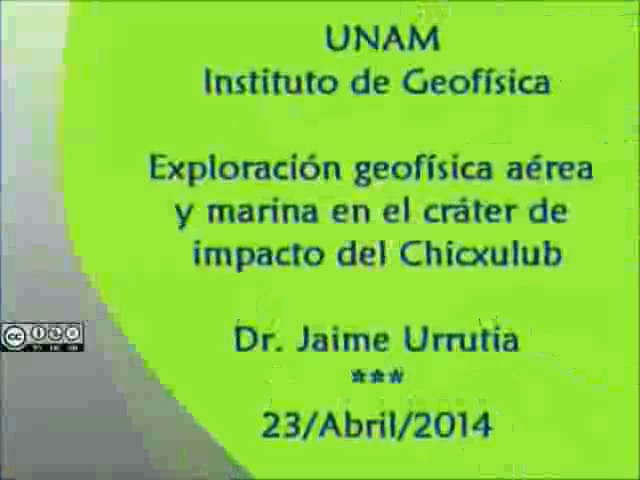 UNAM
Instituto de Geofísica
Exploración geofísica aérea
y marina en el cráter de
impacto del Chicxulub
Dr. Jaime Urrutia
***
23/Abril/2014
cc